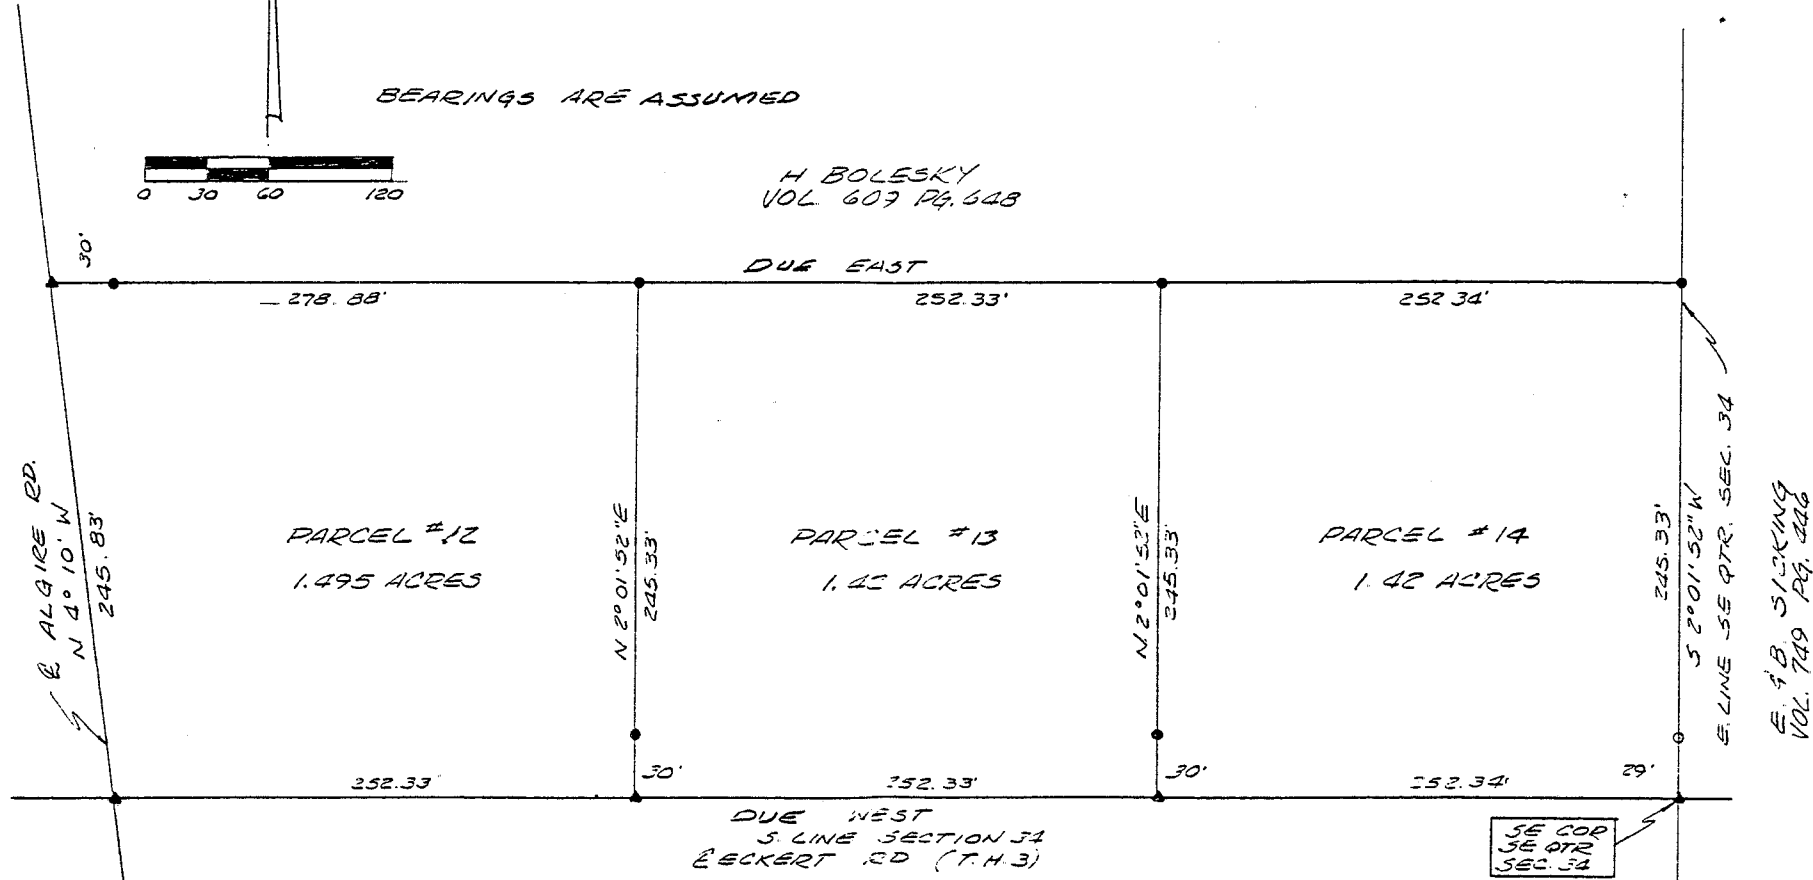 BEARINGS ARE ASSUMED
0 30 60 120
H BOLESKY
VOL. 609 PG. 648
30'
DUE EAST
278.88'
252.33'
252.34'
℄ ALGIRE RD.
N 4° 10' W
245.83'
PARCEL #12
1.495 ACRES
N 2° 01' 52" E
245.33'
PARCEL #13
1.42 ACRES
N 2° 01' 52" E
245.33'
PARCEL #14
1.42 ACRES
245.33'
S 2° 01' 52" W
E. LINE SE QTR. SEC. 34
E. & B. SICKING
VOL. 749 PG. 446
252.33
30'
252.33'
30'
252.34'
29'
DUE WEST
S. LINE SECTION 34
℄ ECKERT RD (T.H. 3)
SE COR
SE QTR
SEC. 34